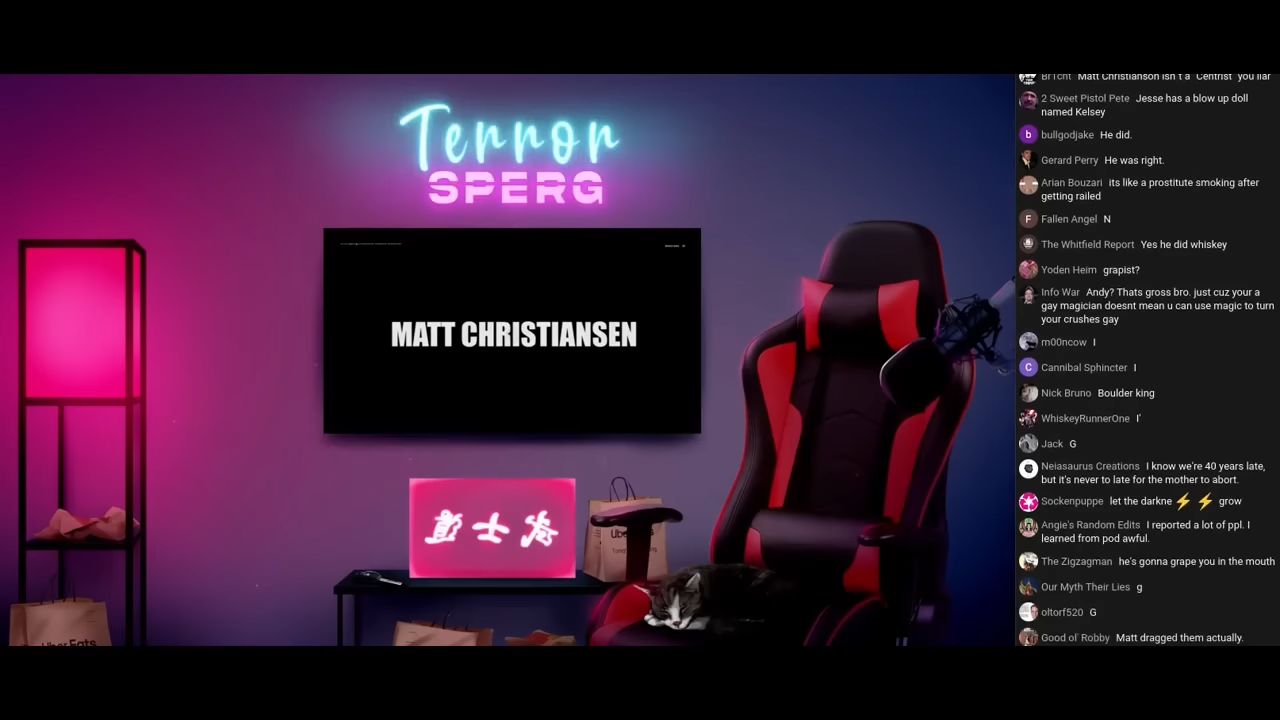 Terror
SPERG
MATT CHRISTIANSEN
Uber
Uber Eats
BrTcht Matt Christianson isn't a "Centrist" you liar
2 Sweet Pistol Pete Jesse has a blow up doll
named Kelsey
b
bullgodjake He did.
Gerard Perry He was right.
Arian Bouzari its like a prostitute smoking after
getting railed
F
Fallen Angel N
The Whitfield Report Yes he did whiskey
Yoden Heim grapist?
Info War Andy? Thats gross bro. just cuz your a
gay magician doesnt mean u can use magic to turn
your crushes gay
m00ncow I
C
Cannibal Sphincter I
Nick Bruno Boulder king
WhiskeyRunnerOne I'
Jack G
Neiasaurus Creations I know we're 40 years late,
but it's never to late for the mother to abort.
Sockenpuppe let the darkne⚡⚡ grow
Angie's Random Edits I reported a lot of ppl. I
learned from pod awful.
The Zigzagman he's gonna grape you in the mouth
Our Myth Their Lies g
oltorf520 G
Good ol' Robby Matt dragged them actually.